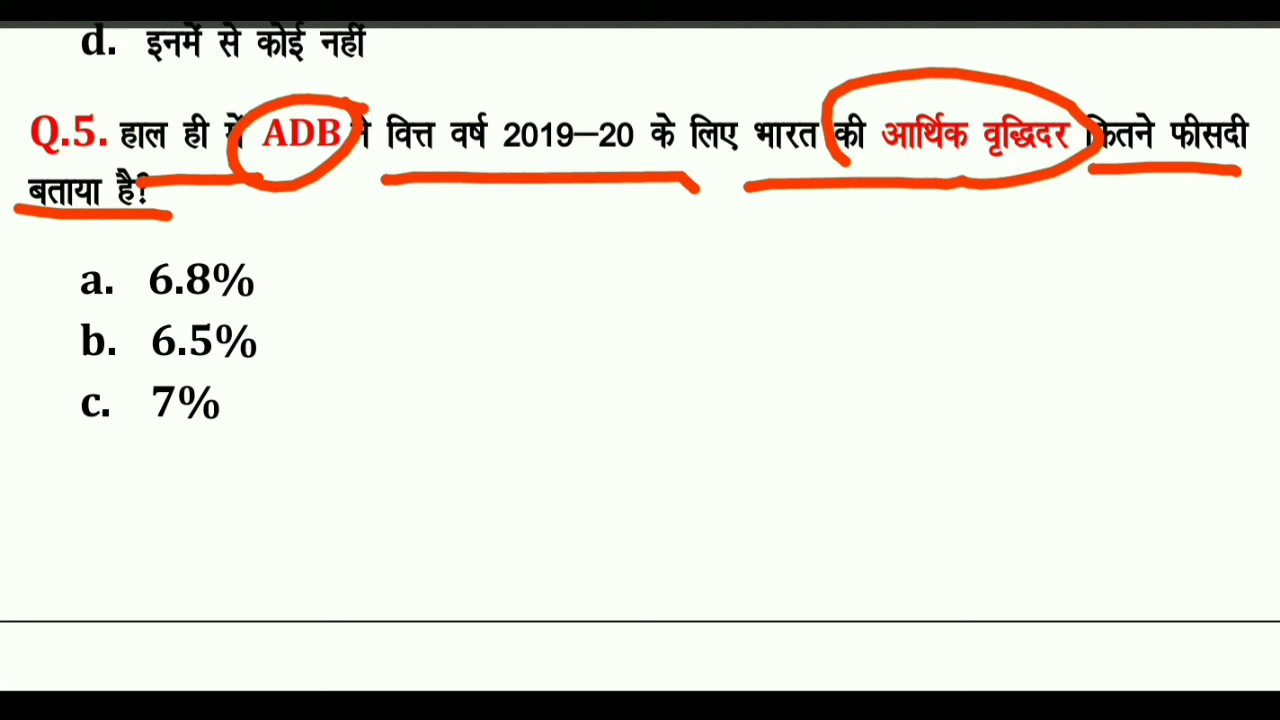 d. इनमें से कोई नहीं
Q.5. हाल ही में ADB ने वित्त वर्ष 2019–20 के लिए भारत की आर्थिक वृद्धिदर कितने फीसदी
बताया है?
a. 6.8%
b. 6.5%
c. 7%